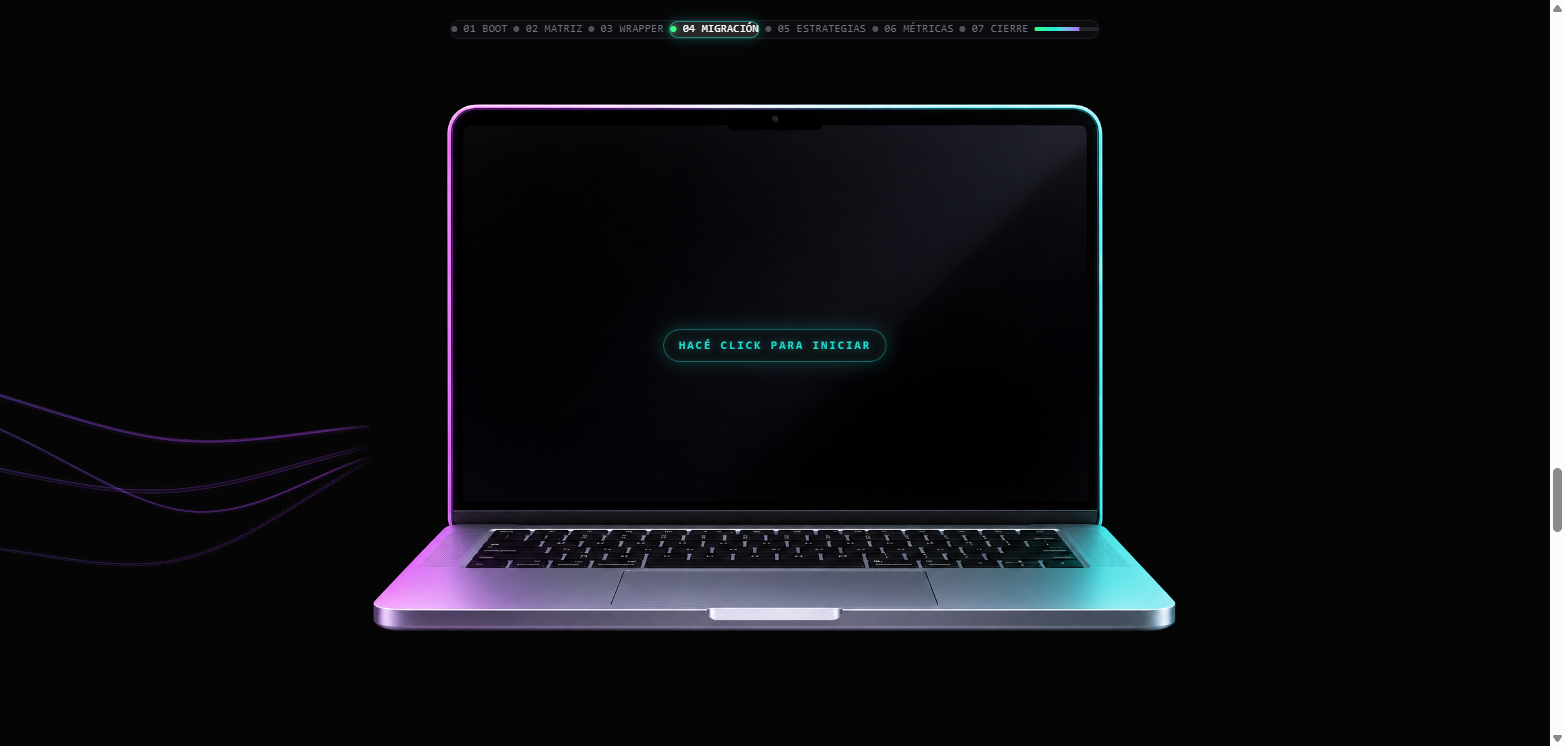 01 BOOT 02 MATRIZ 03 WRAPPER 04 MIGRACIÓN 05 ESTRATEGIAS 06 MÉTRICAS 07 CIERRE
HACÉ CLICK PARA INICIAR